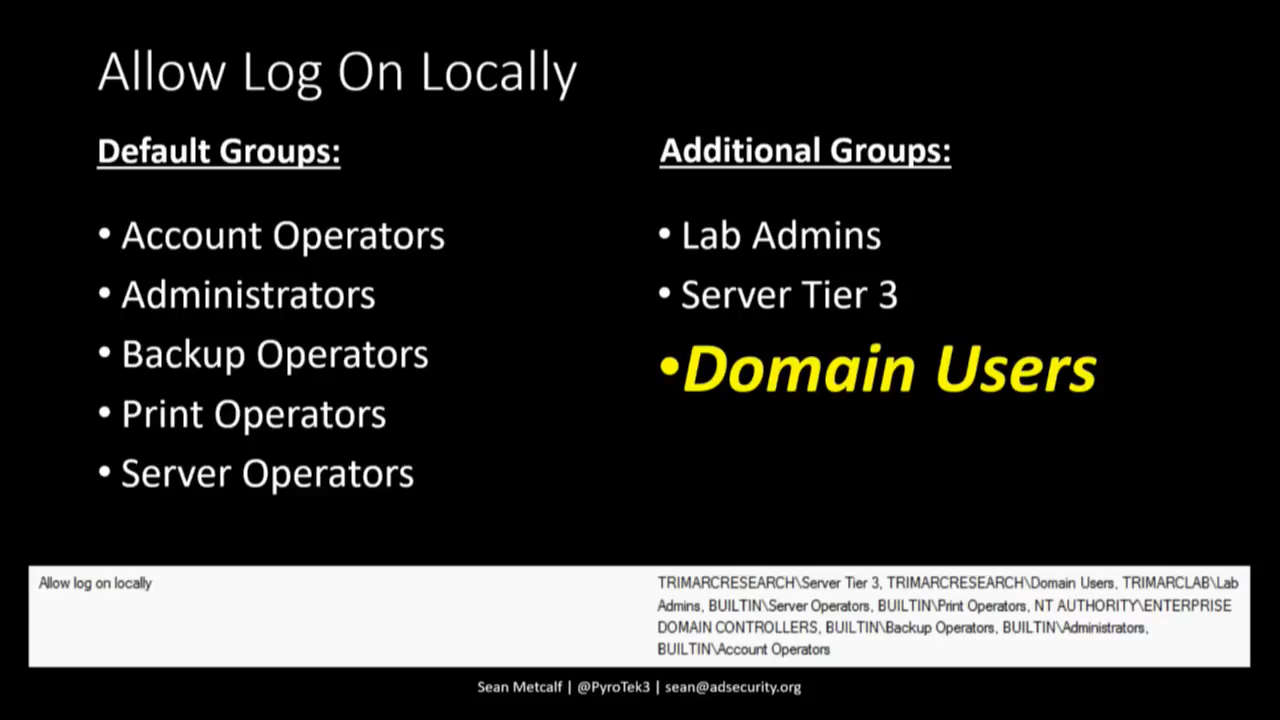 Allow Log On Locally
Default Groups:
• Account Operators
• Administrators
• Backup Operators
• Print Operators
• Server Operators
Additional Groups:
• Lab Admins
• Server Tier 3
•Domain Users
Allow log on locally
TRIMARCRESEARCH\Server Tier 3, TRIMARCRESEARCH\Domain Users, TRIMARCLAB\Lab
Admins, BUILTIN\Server Operators, BUILTIN\Print Operators, NT AUTHORITY\ENTERPRISE
DOMAIN CONTROLLERS, BUILTIN\Backup Operators, BUILTIN\Administrators,
BUILTIN\Account Operators
Sean Metcalf | @PyroTek3 | sean@adsecurity.org